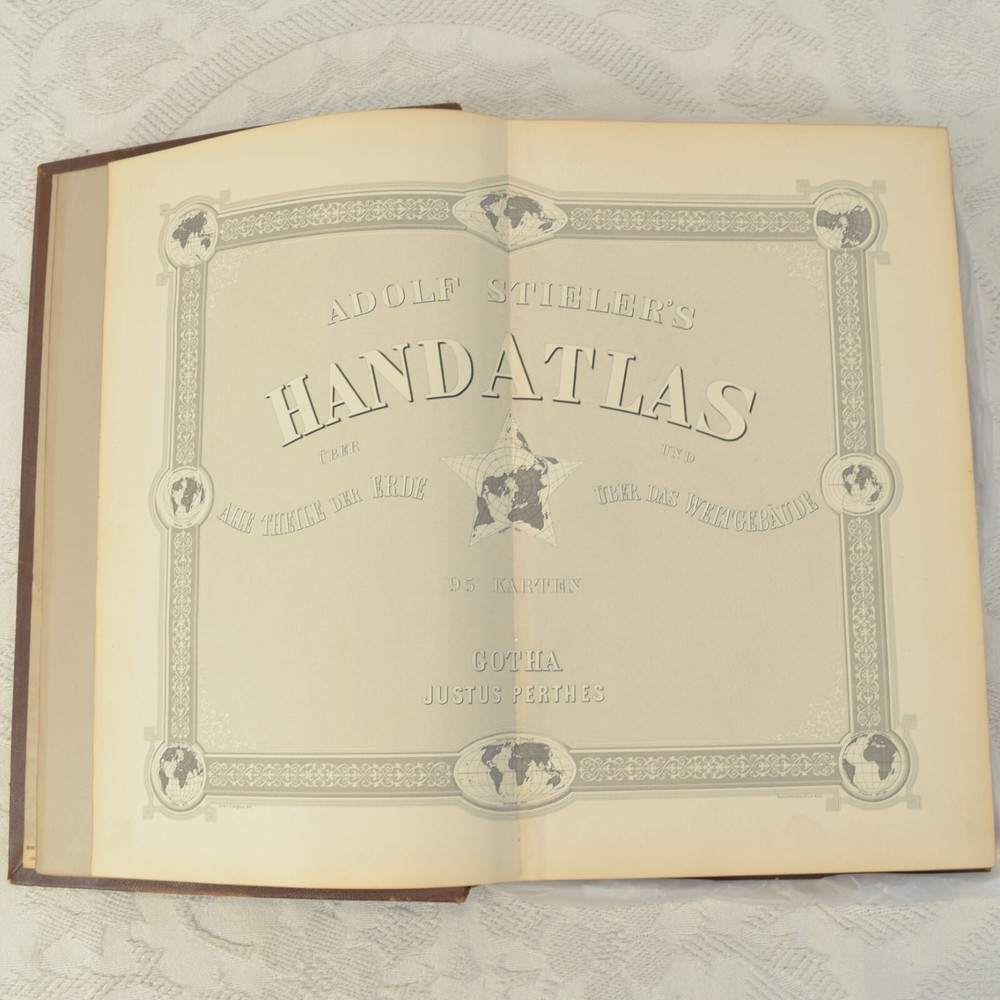 ADOLF STIELER'S
HANDATLAS
ÜBER
ALLE THEILE DER ERDE
UND
ÜBER DAS WELTGEBÄUDE
95 KARTEN
GOTHA
JUSTUS PERTHES